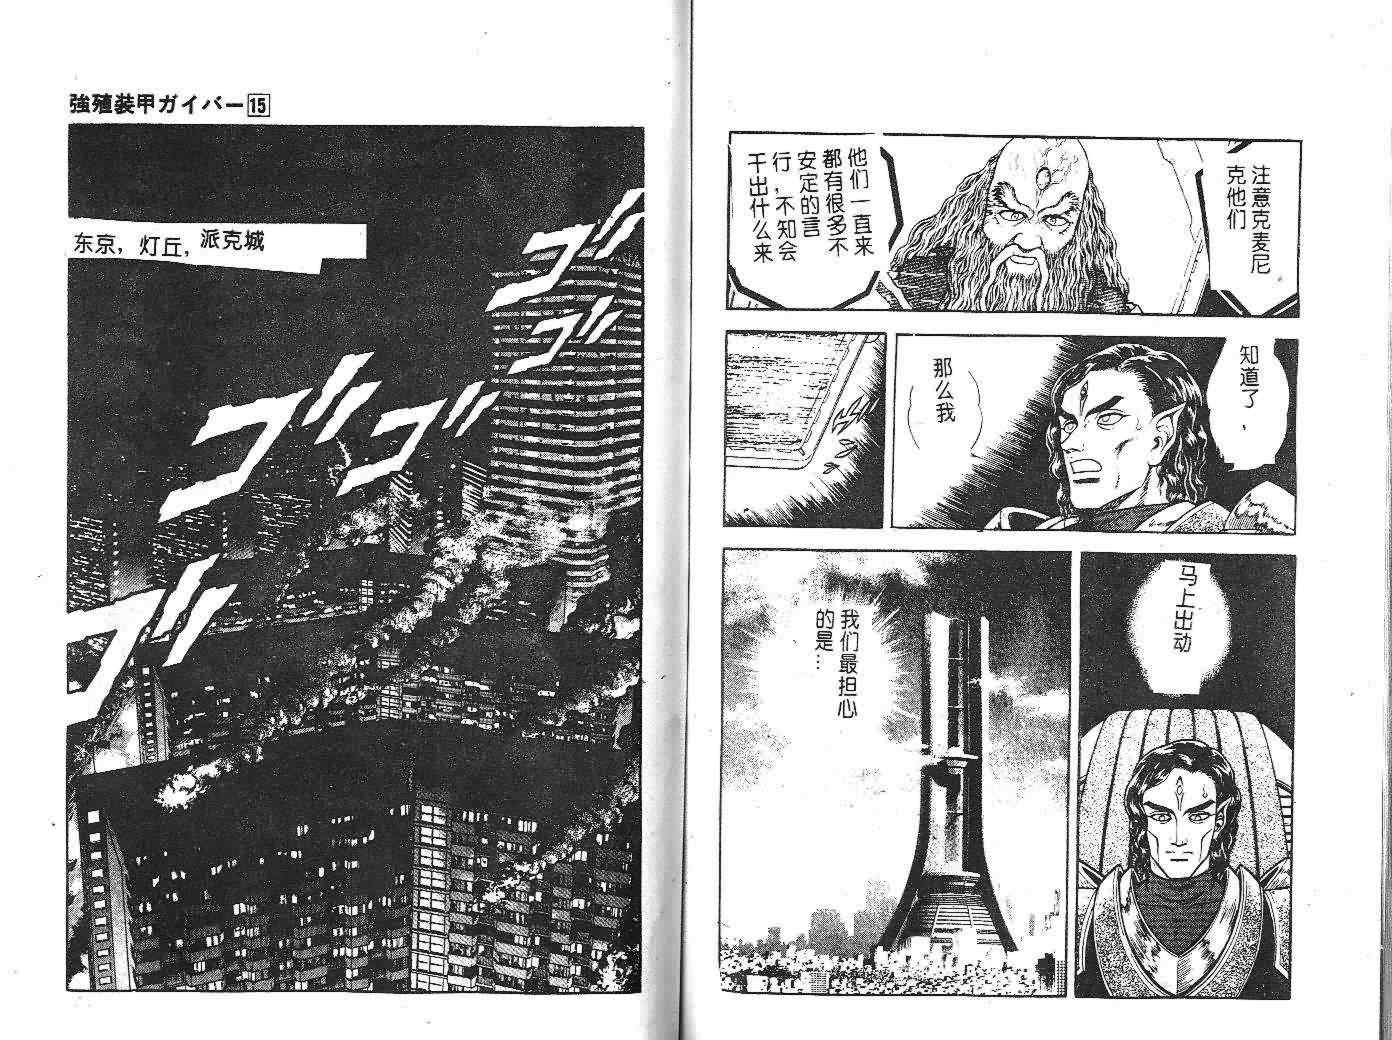 注意克麦尼
克他们
他们一直来
都有很多不
安定的言
行，不知会
干出什么来
知道了，
那么我
马上出动
我们最担心
的是…
強殖装甲ガイバー15
东京，灯丘，派克城
ゴゴ
ゴゴ
ゴ